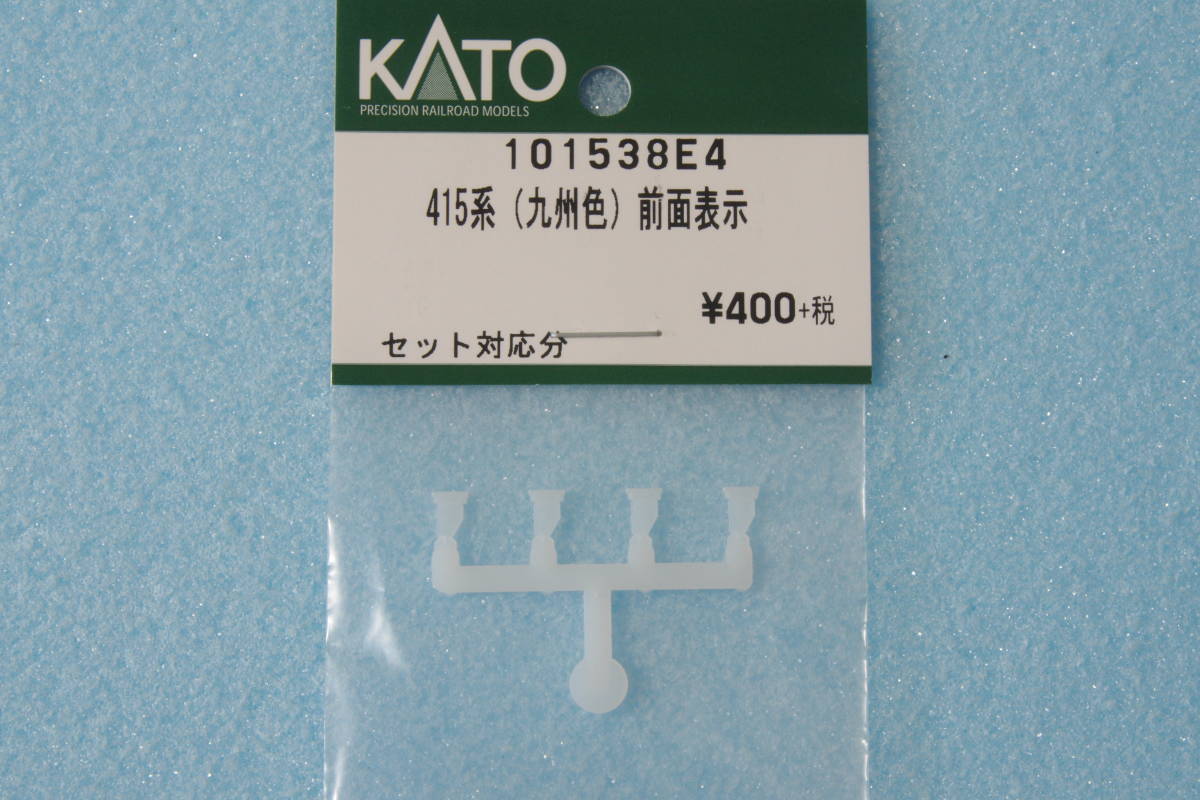 KATO
PRECISION RAILROAD MODELS
101538E4
415系（九州色）前面表示
¥400+税
セット対応分